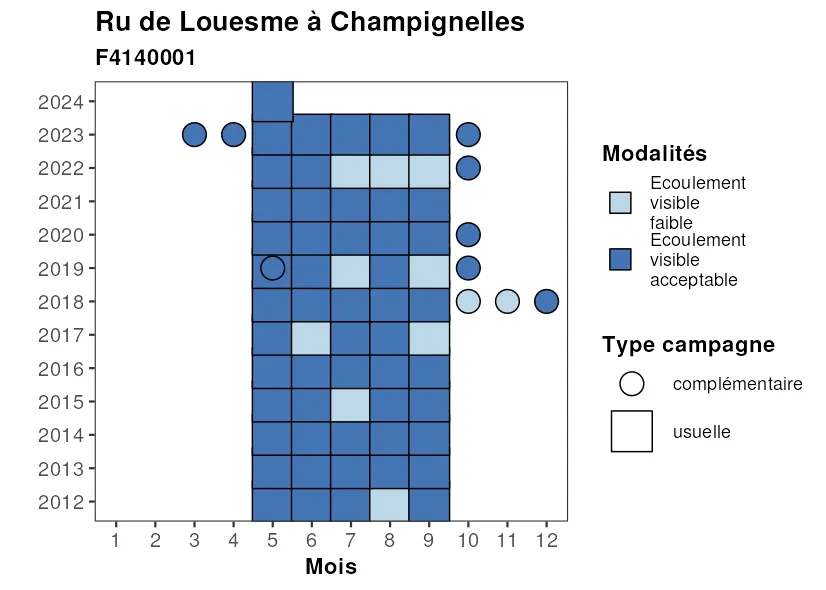 Ru de Louesme à Champignelles
F4140001
2024
2023
2022
2021
2020
2019
2018
2017
2016
2015
2014
2013
2012
1 2 3 4 5 6 7 8 9 10 11 12
Mois
Modalités
Ecoulement
visible
faible
Ecoulement
visible
acceptable
Type campagne
complémentaire
usuelle